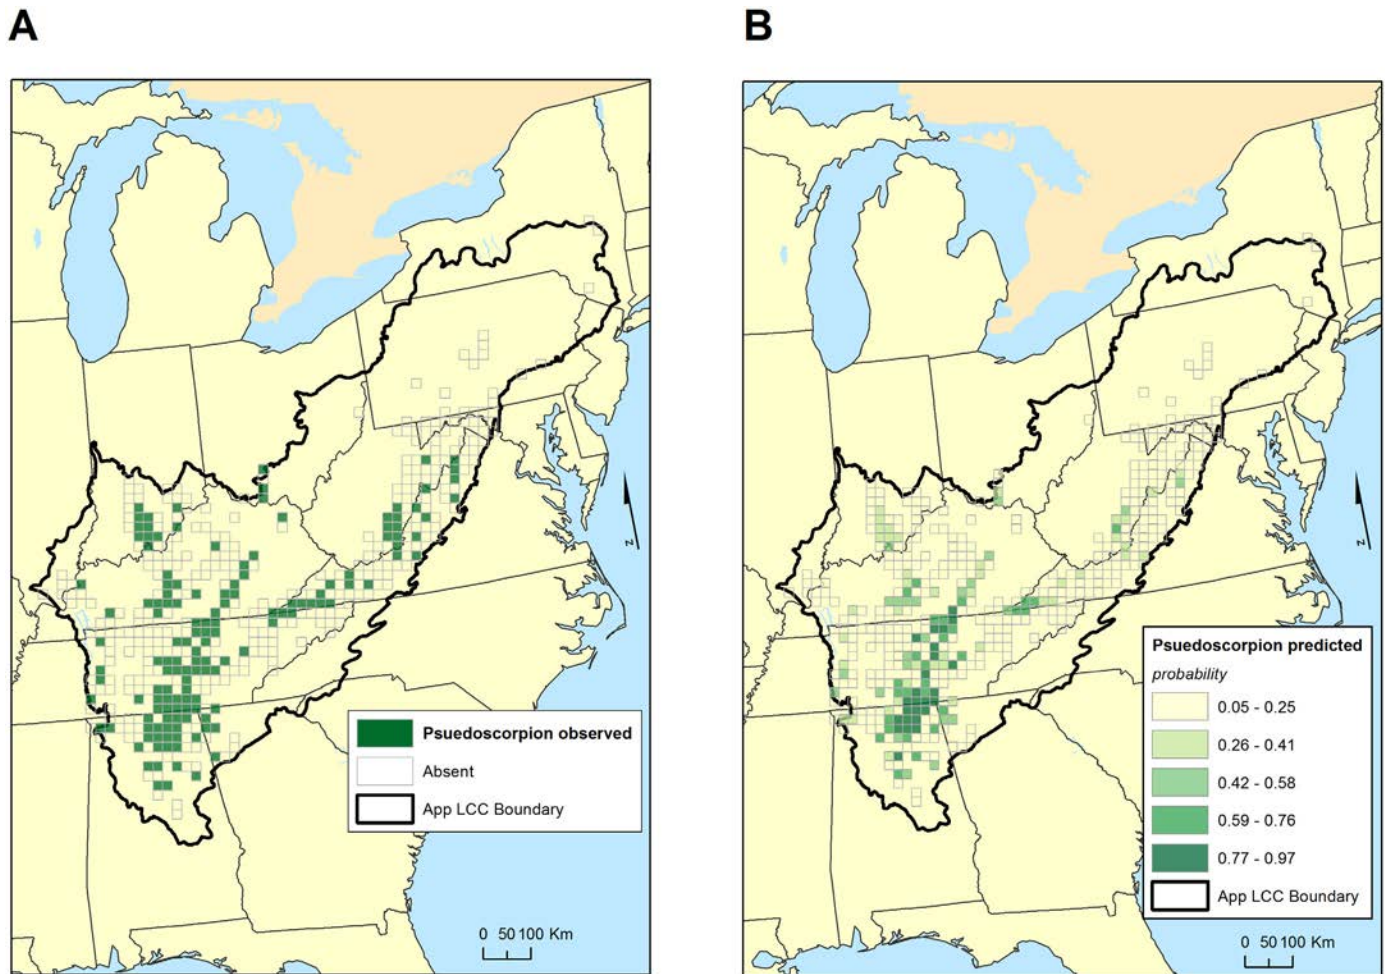 A
B
Psuedoscorpion observed
Absent
App LCC Boundary
0 50 100 Km
N
Psuedoscorpion predicted
probability
0.05 - 0.25
0.26 - 0.41
0.42 - 0.58
0.59 - 0.76
0.77 - 0.97
App LCC Boundary
0 50 100 Km
N